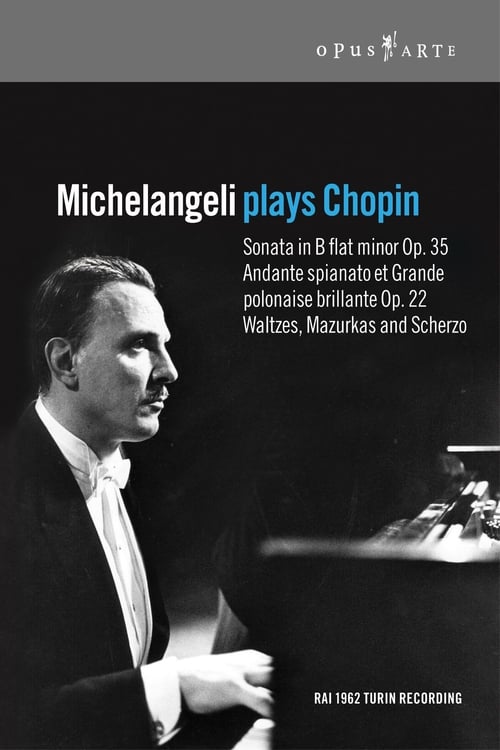 OPUS ARTE
Michelangeli plays Chopin
Sonata in B flat minor Op. 35
Andante spianato et Grande
polonaise brillante Op. 22
Waltzes, Mazurkas and Scherzo
RAI 1962 TURIN RECORDING